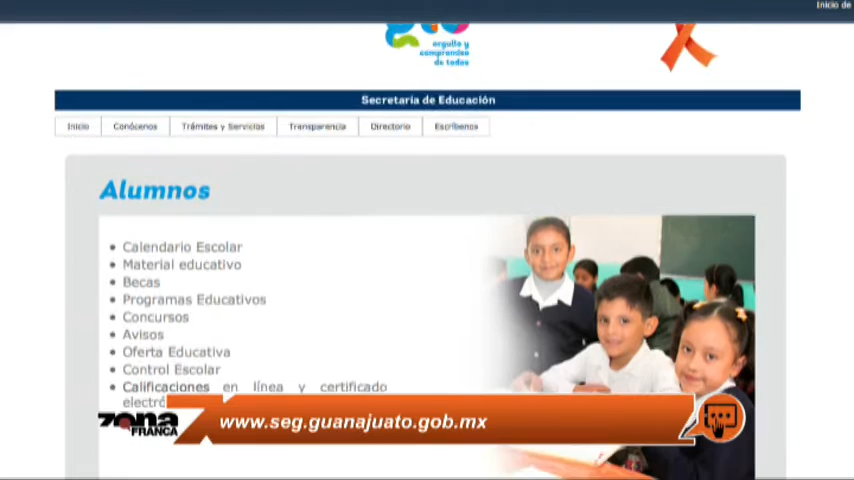 Inicio de
gto
orgullo y
compromiso
de todos
Secretaría de Educación
Inicio
Conócenos
Trámites y Servicios
Transparencia
Directorio
Escríbenos
Alumnos
Calendario Escolar
Material educativo
Becas
Programas Educativos
Concursos
Avisos
Oferta Educativa
Control Escolar
Calificaciones en línea y certificado
www.seg.guanajuato.gob.mx
zona
FRANCA